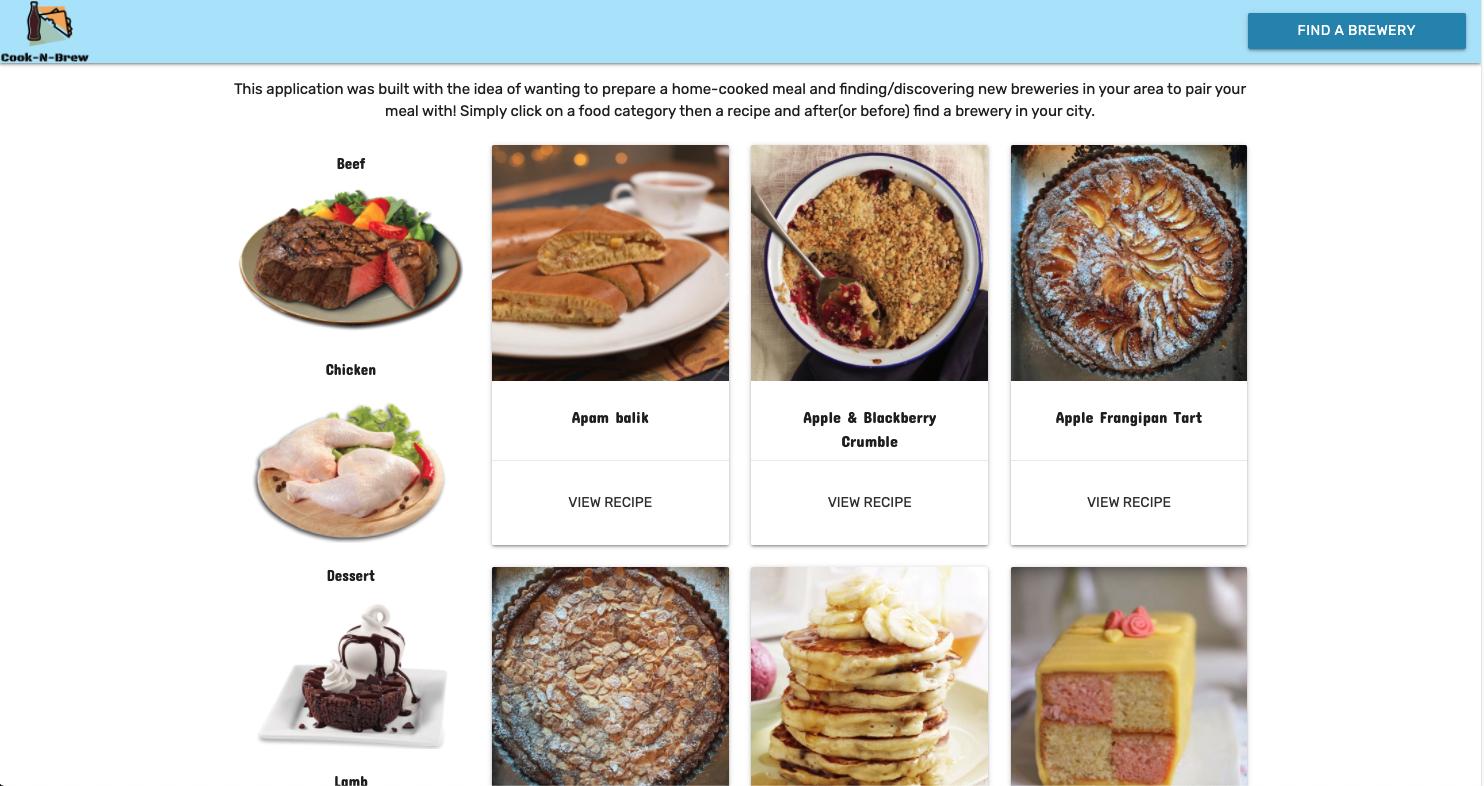 Cook-N-Brew
FIND A BREWERY
This application was built with the idea of wanting to prepare a home-cooked meal and finding/discovering new breweries in your area to pair your
meal with! Simply click on a food category then a recipe and after(or before) find a brewery in your city.
Beef
Chicken
Dessert
Lamb
Apam balik
VIEW RECIPE
Apple & Blackberry
Crumble
VIEW RECIPE
Apple Frangipan Tart
VIEW RECIPE